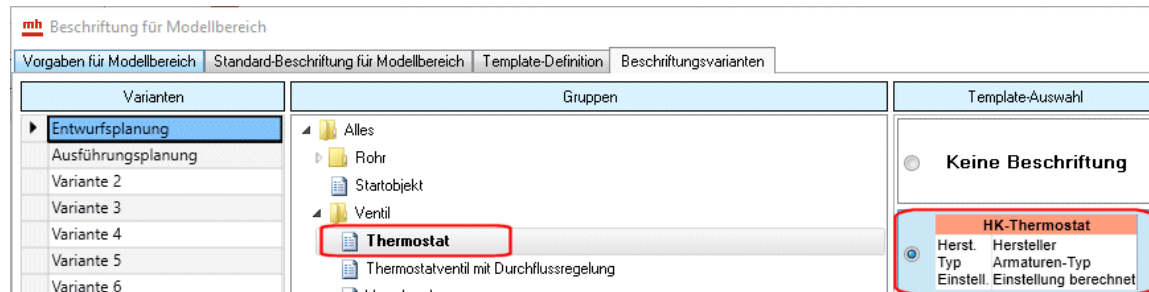 mh Beschriftung für Modellbereich
Vorgaben für Modellbereich Standard-Beschriftung für Modellbereich Template-Definition Beschriftungsvarianten
Varianten Gruppen Template-Auswahl
Entwurfsplanung
Ausführungsplanung
Variante 2
Variante 3
Variante 4
Variante 5
Variante 6
Alles
Rohr
Startobjekt
Ventil
Thermostat
Thermostatventil mit Durchflussregelung
Keine Beschriftung
HK-Thermostat
Herst. Hersteller
Typ Armaturen-Typ
Einstell. Einstellung berechnet